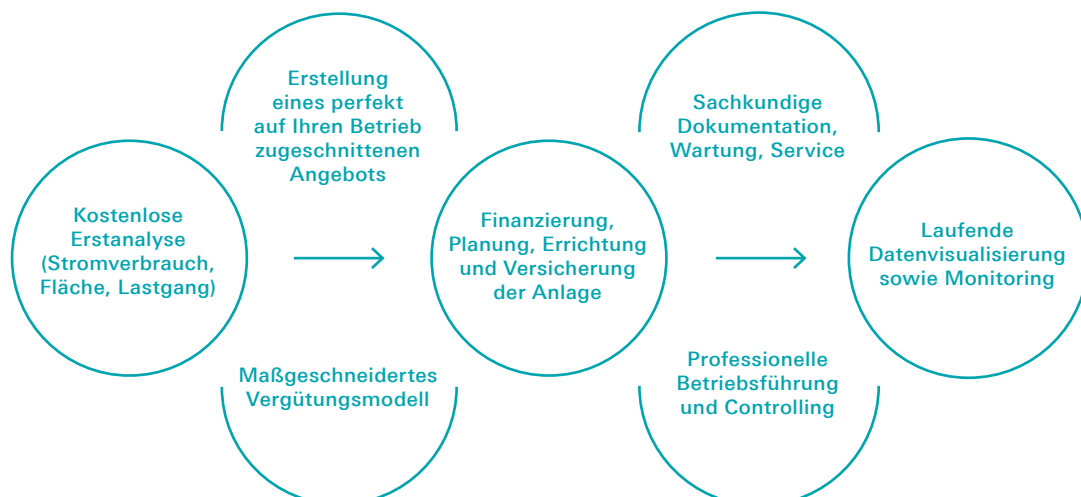 Kostenlose
Erstanalyse
(Stromverbrauch,
Fläche, Lastgang)
Erstellung
eines perfekt
auf Ihren Betrieb
zugeschnittenen
Angebots
Maßgeschneidertes
Vergütungsmodell
Finanzierung,
Planung, Errichtung
und Versicherung
der Anlage
Sachkundige
Dokumentation,
Wartung, Service
Professionelle
Betriebsführung
und Controlling
Laufende
Datenvisualisierung
sowie Monitoring